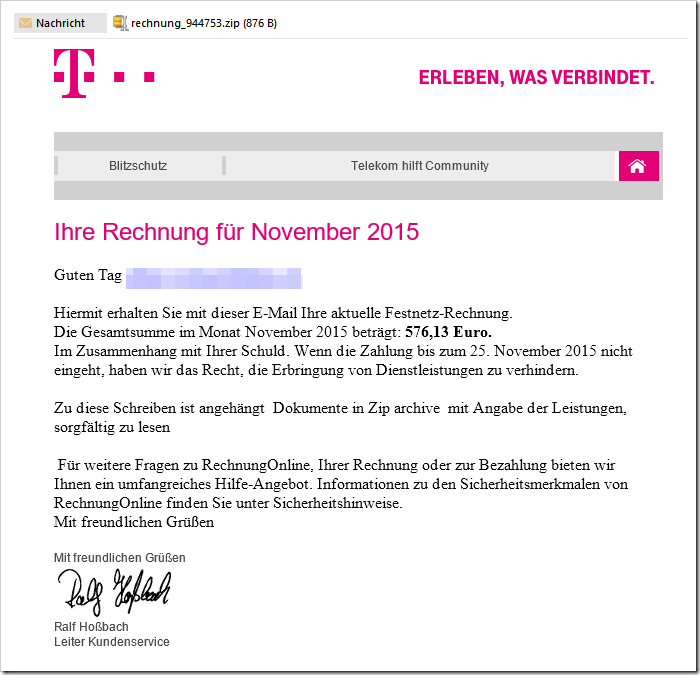 Nachricht rechnung_944753.zip (876 B)
T
ERLEBEN, WAS VERBINDET.
Blitzschutz Telekom hilft Community
Ihre Rechnung für November 2015
Guten Tag
Hiermit erhalten Sie mit dieser E-Mail Ihre aktuelle Festnetz-Rechnung.
Die Gesamtsumme im Monat November 2015 beträgt: 576,13 Euro.
Im Zusammenhang mit Ihrer Schuld. Wenn die Zahlung bis zum 25. November 2015 nicht
eingeht, haben wir das Recht, die Erbringung von Dienstleistungen zu verhindern.
Zu diese Schreiben ist angehängt Dokumente in Zip archive mit Angabe der Leistungen,
sorgfältig zu lesen
Für weitere Fragen zu RechnungOnline, Ihrer Rechnung oder zur Bezahlung bieten wir
Ihnen ein umfangreiches Hilfe-Angebot. Informationen zu den Sicherheitsmerkmalen von
RechnungOnline finden Sie unter Sicherheitshinweise.
Mit freundlichen Grüßen
Mit freundlichen Grüßen
Ralf Hoßbach
Ralf Hoßbach
Leiter Kundenservice